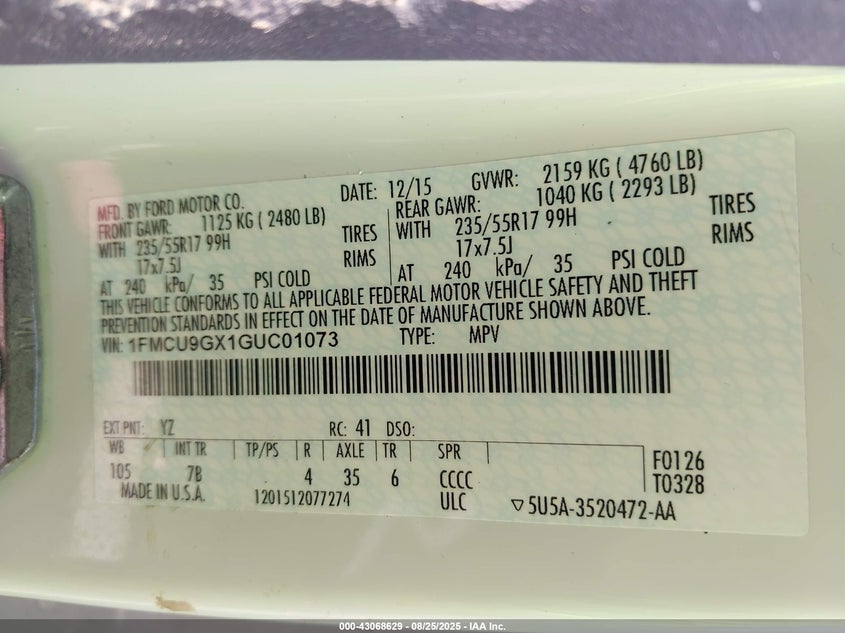 MFD. BY FORD MOTOR CO. DATE: 12/15 GVWR: 2159 KG ( 4760 LB)
FRONT GAWR: 1125 KG ( 2480 LB) REAR GAWR: 1040 KG ( 2293 LB)
WITH 235/55R17 99H TIRES WITH 235/55R17 99H TIRES
17x7.5J RIMS 17x7.5J RIMS
AT 240 kPa/ 35 PSI COLD AT 240 kPa/ 35 PSI COLD
THIS VEHICLE CONFORMS TO ALL APPLICABLE FEDERAL MOTOR VEHICLE SAFETY AND THEFT
PREVENTION STANDARDS IN EFFECT ON THE DATE OF MANUFACTURE SHOWN ABOVE.
VIN: 1FMCU9GX1GUC01073 TYPE: MPV
EXT PNT: YZ RC: 41 DSO:
WB INT TR TP/PS R AXLE TR SPR
105 7B 4 35 6 CCCC F0126
MADE IN U.S.A. 1201512077274 ULC T0328
▽5U5A-3520472-AA
000-43068629 - 08/25/2025 - IAA Inc.